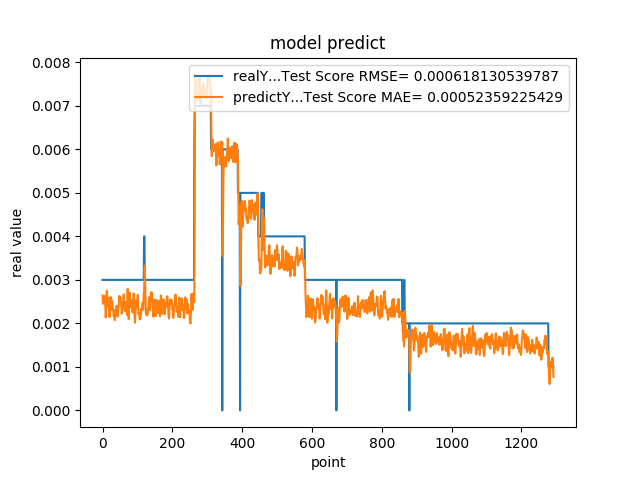 model predict
realY...Test Score RMSE= 0.000618130539787
predictY...Test Score MAE= 0.00052359225429
0.008
0.007
0.006
0.005
0.004
0.003
0.002
0.001
0.000
real value
0 200 400 600 800 1000 1200
point